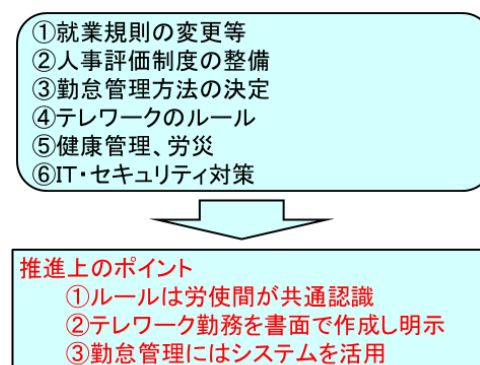 ①就業規則の変更等
②人事評価制度の整備
③勤怠管理方法の決定
④テレワークのルール
⑤健康管理、労災
⑥IT・セキュリティ対策
推進上のポイント
①ルールは労使間が共通認識
②テレワーク勤務を書面で作成し明示
③勤怠管理にはシステムを活用